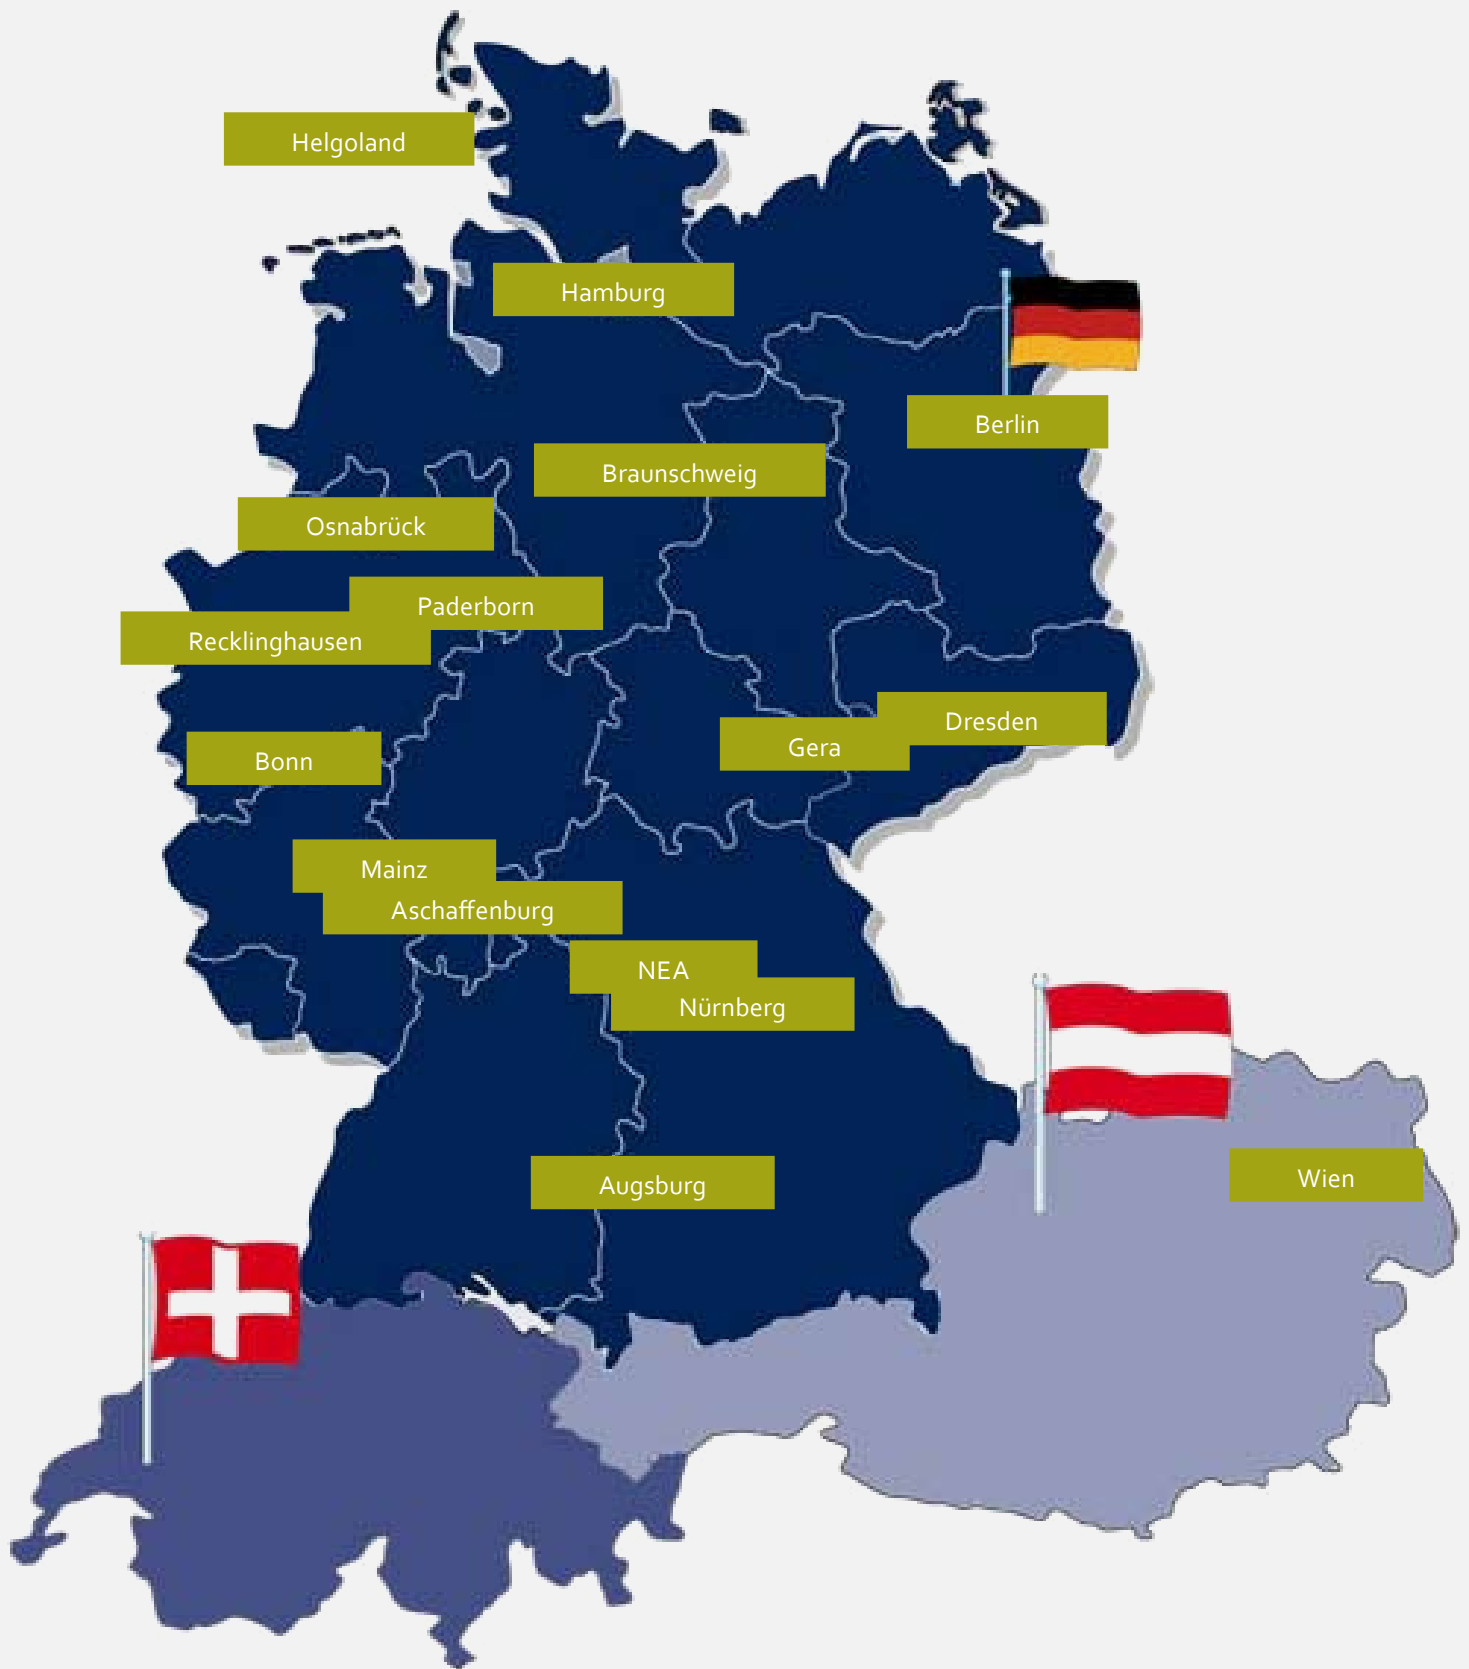 Helgoland
Hamburg
Berlin
Braunschweig
Osnabrück
Paderborn
Recklinghausen
Dresden
Gera
Bonn
Mainz
Aschaffenburg
NEA
Nürnberg
Wien
Augsburg